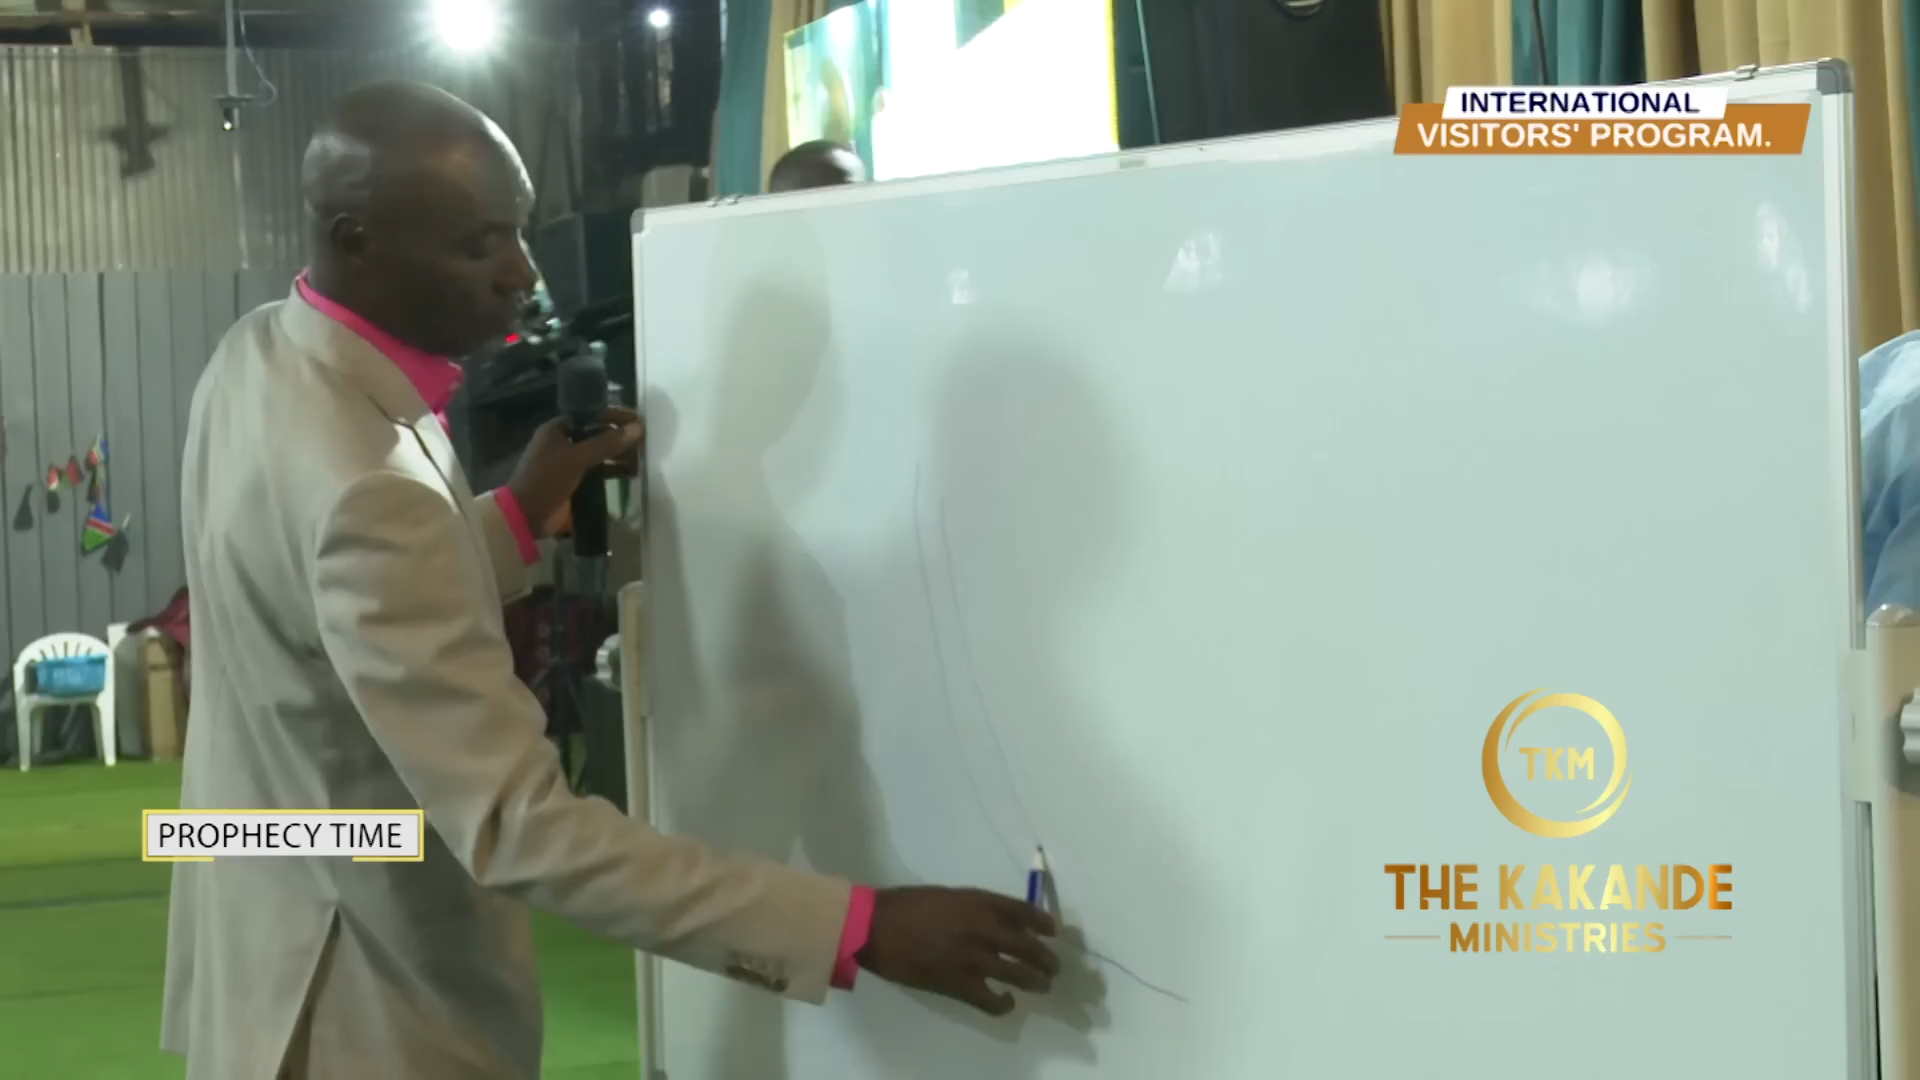 INTERNATIONAL
VISITORS' PROGRAM.
PROPHECY TIME
TKM
THE KAKANDE
MINISTRIES